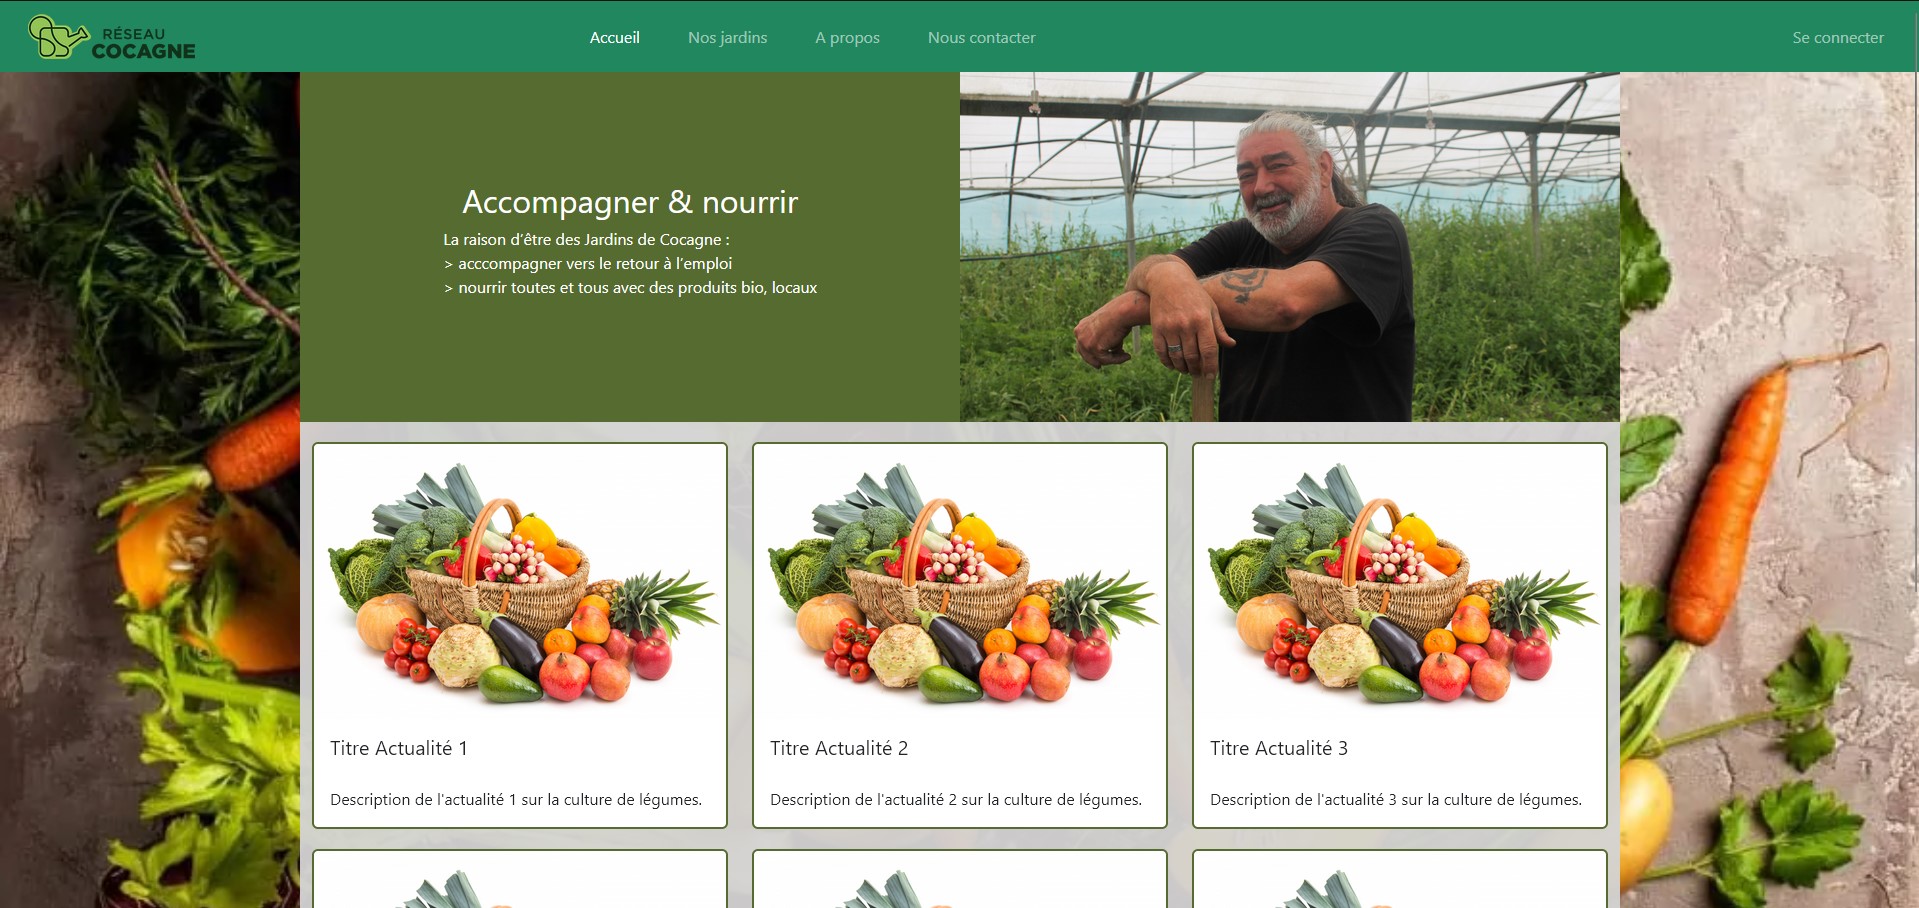 RÉSEAU
COCAGNE
Accueil
Nos jardins
A propos
Nous contacter
Se connecter
Accompagner & nourrir
La raison d’être des Jardins de Cocagne :
> acccompagner vers le retour à l’emploi
> nourrir toutes et tous avec des produits bio, locaux
Titre Actualité 1
Description de l'actualité 1 sur la culture de légumes.
Titre Actualité 2
Description de l'actualité 2 sur la culture de légumes.
Titre Actualité 3
Description de l'actualité 3 sur la culture de légumes.